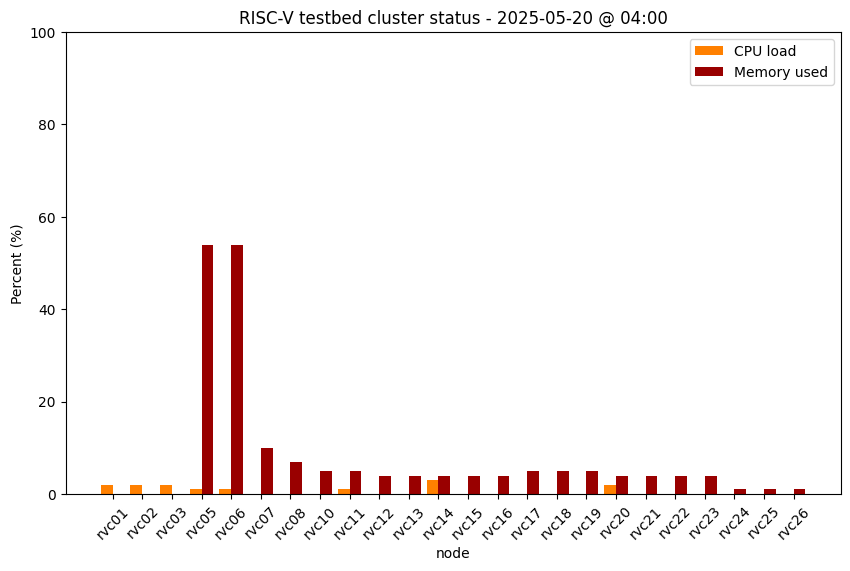 RISC-V testbed cluster status - 2025-05-20 @ 04:00
CPU load
Memory used
Percent (%)
100
80
60
40
20
0
rvc01 rvc02 rvc03 rvc05 rvc06 rvc07 rvc08 rvc10 rvc11 rvc12 rvc13 rvc14 rvc15 rvc16 rvc17 rvc18 rvc19 rvc20 rvc21 rvc22 rvc23 rvc24 rvc25 rvc26
node